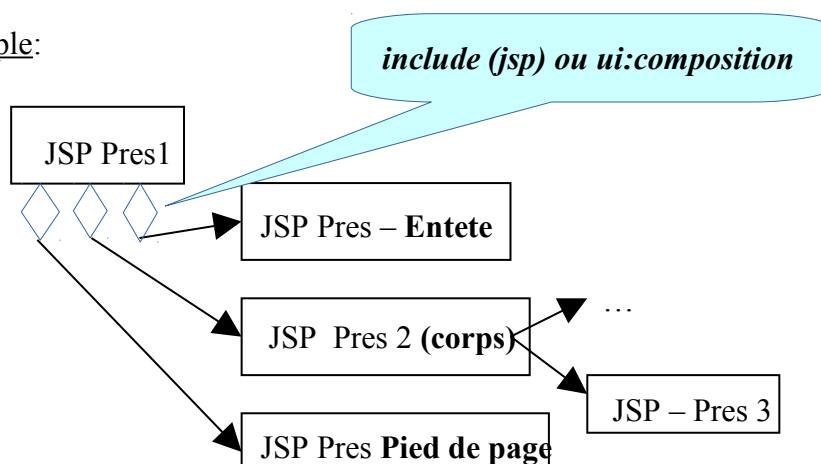 ple:
include (jsp) ou ui:composition
JSP Pres1
JSP Pres – Entete
JSP Pres 2 (corps)
…
JSP – Pres 3
JSP Pres Pied de page